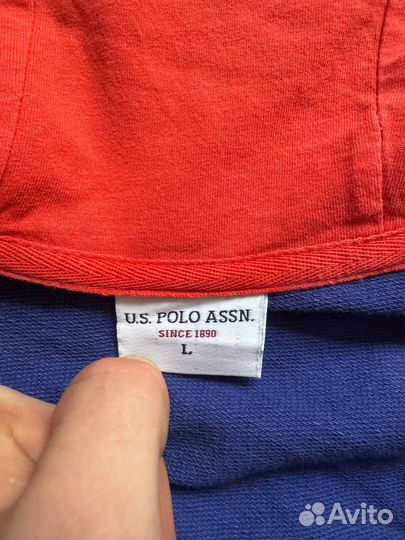 U.S. POLO ASSN.
SINCE 1890
L
Avito